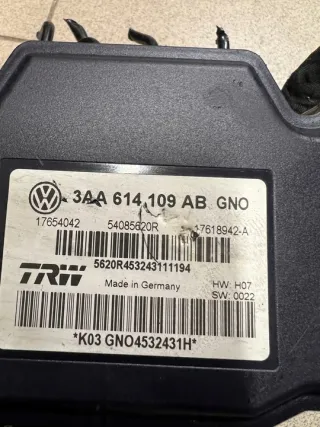 3AA 614 109 AB GNO
17654042 54085620R 17618942-A
5620R453243111194
TRW Made in Germany HW: H07
SW: 0022
*K03 GNO4532431H*